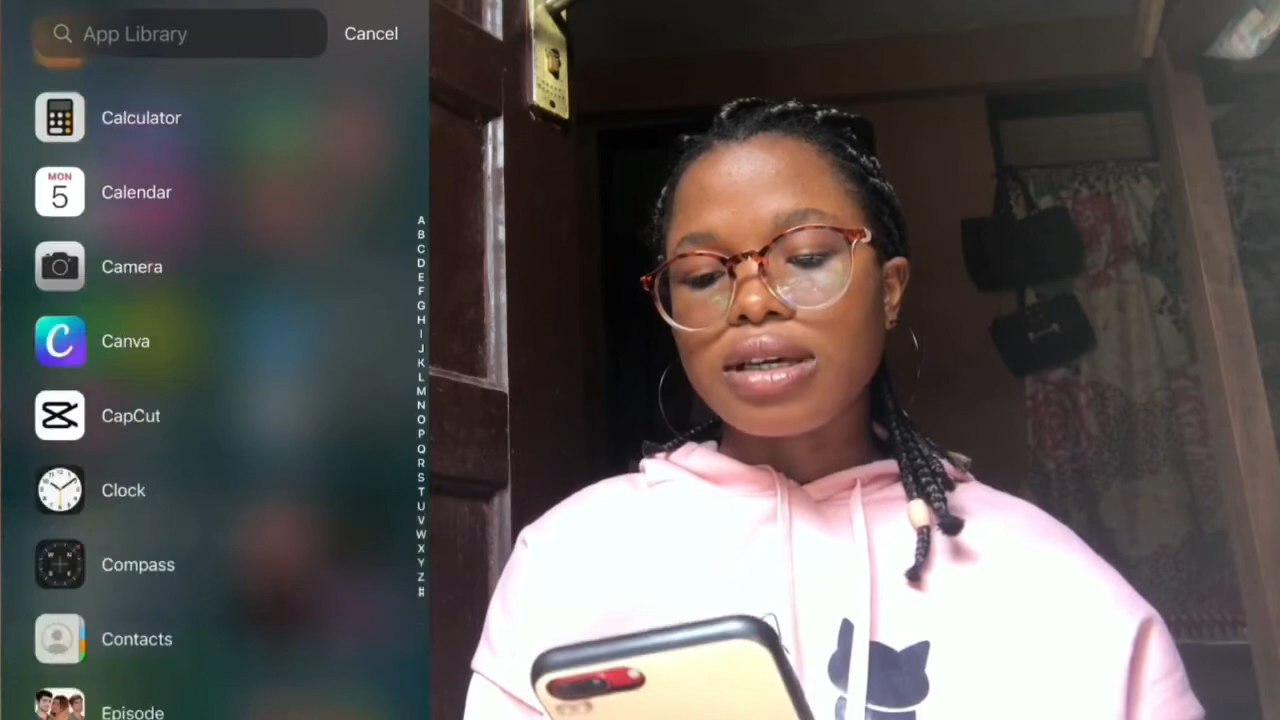 App Library
Cancel
Calculator
MON
5
Calendar
Camera
Canva
CapCut
Clock
Compass
Contacts
Episode
A
B
C
D
E
F
G
H
I
J
K
L
M
N
O
P
Q
R
S
T
U
V
W
X
Y
Z
#